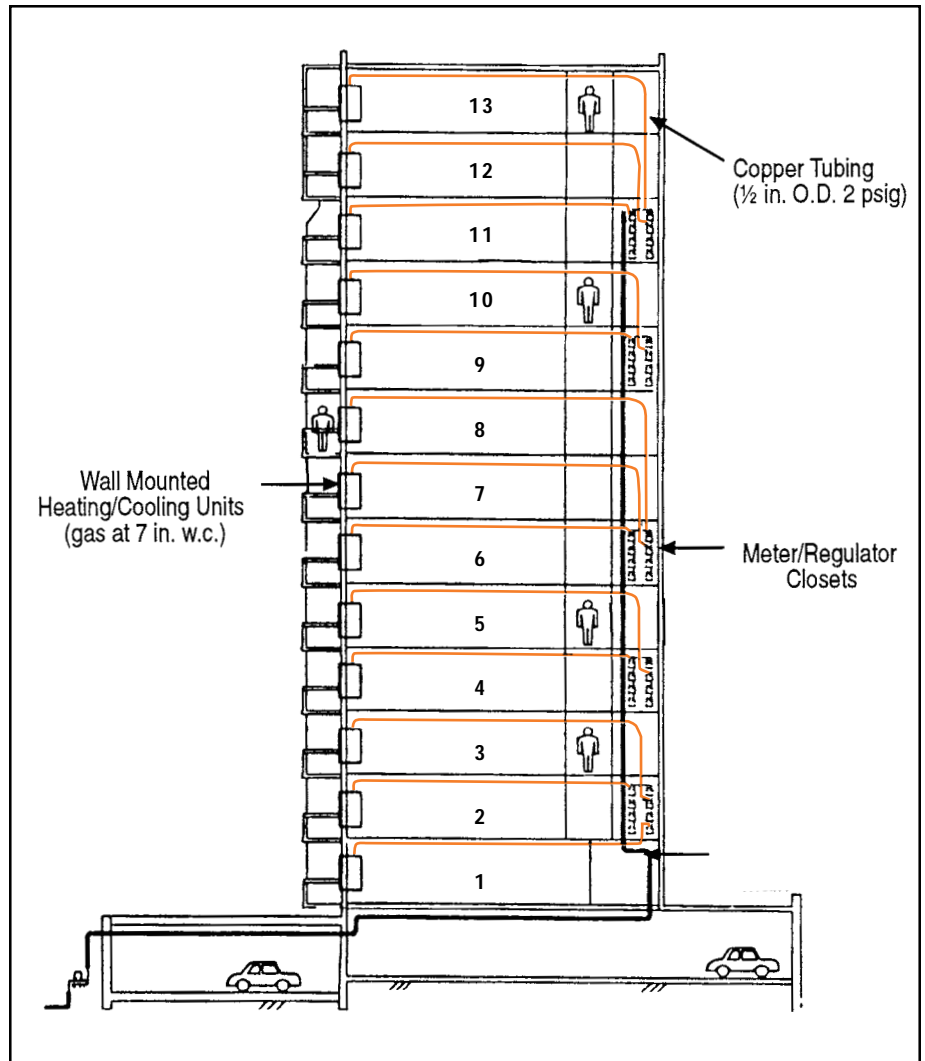 13
Copper Tubing
(½ in. O.D. 2 psig)
12
11
10
9
8
Wall Mounted
Heating/Cooling Units
(gas at 7 in. w.c.)
7
Meter/Regulator
Closets
6
5
4
3
2
1